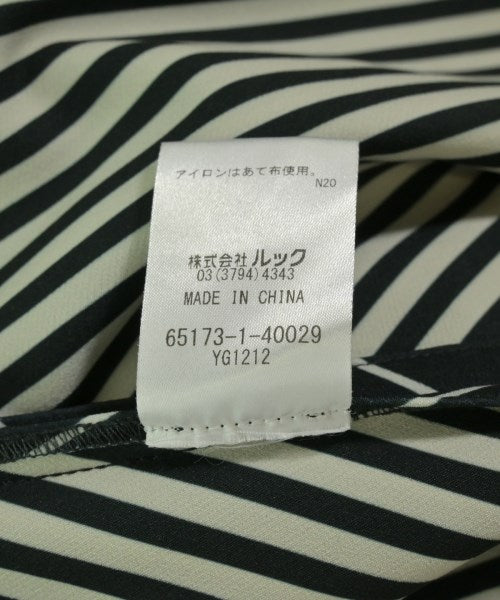 アイロンはあて布使用。
N20
株式会社 ルック
03(3794)4343
MADE IN CHINA
65173-1-40029
YG1212